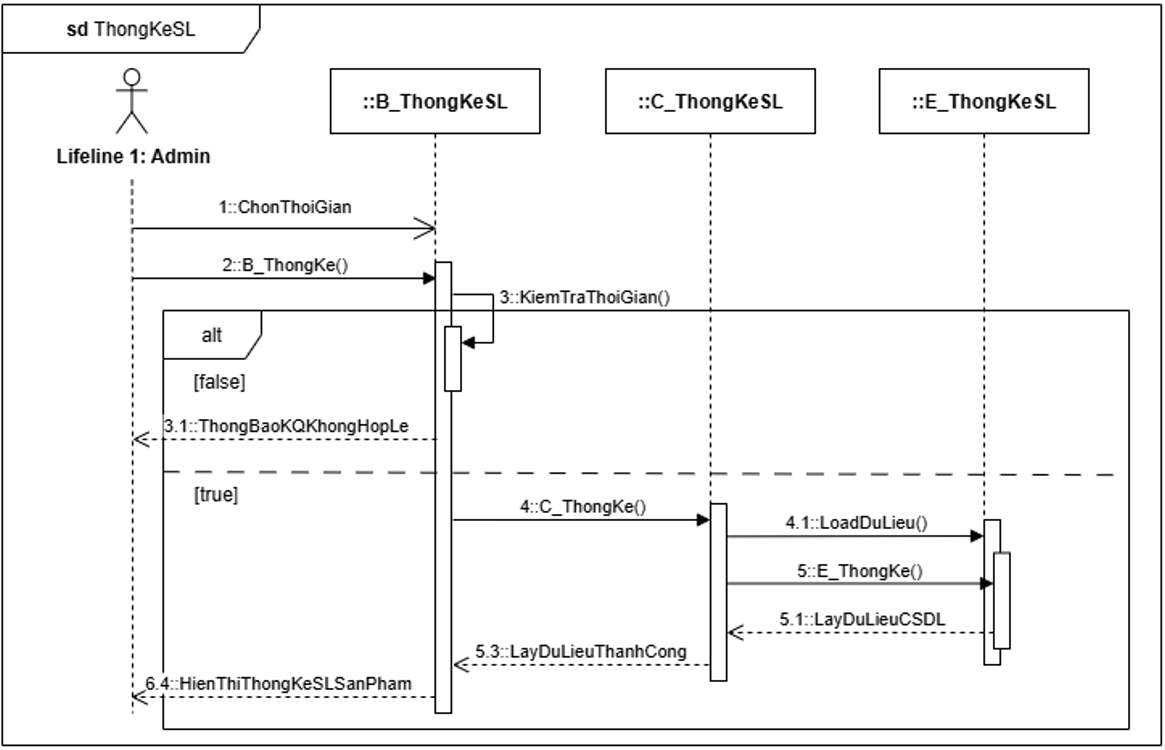 sd ThongKeSL
::B_ThongKeSL
::C_ThongKeSL
::E_ThongKeSL
Lifeline 1: Admin
1::ChonThoiGian
2::B_ThongKe()
3::KiemTraThoiGian()
alt
[false]
3.1::ThongBaoKQKhongHopLe
[true]
4::C_ThongKe()
4.1::LoadDuLieu()
5::E_ThongKe()
5.1::LayDuLieuCSDL
5.3::LayDuLieuThanhCong
6.4::HienThiThongKeSLSanPham